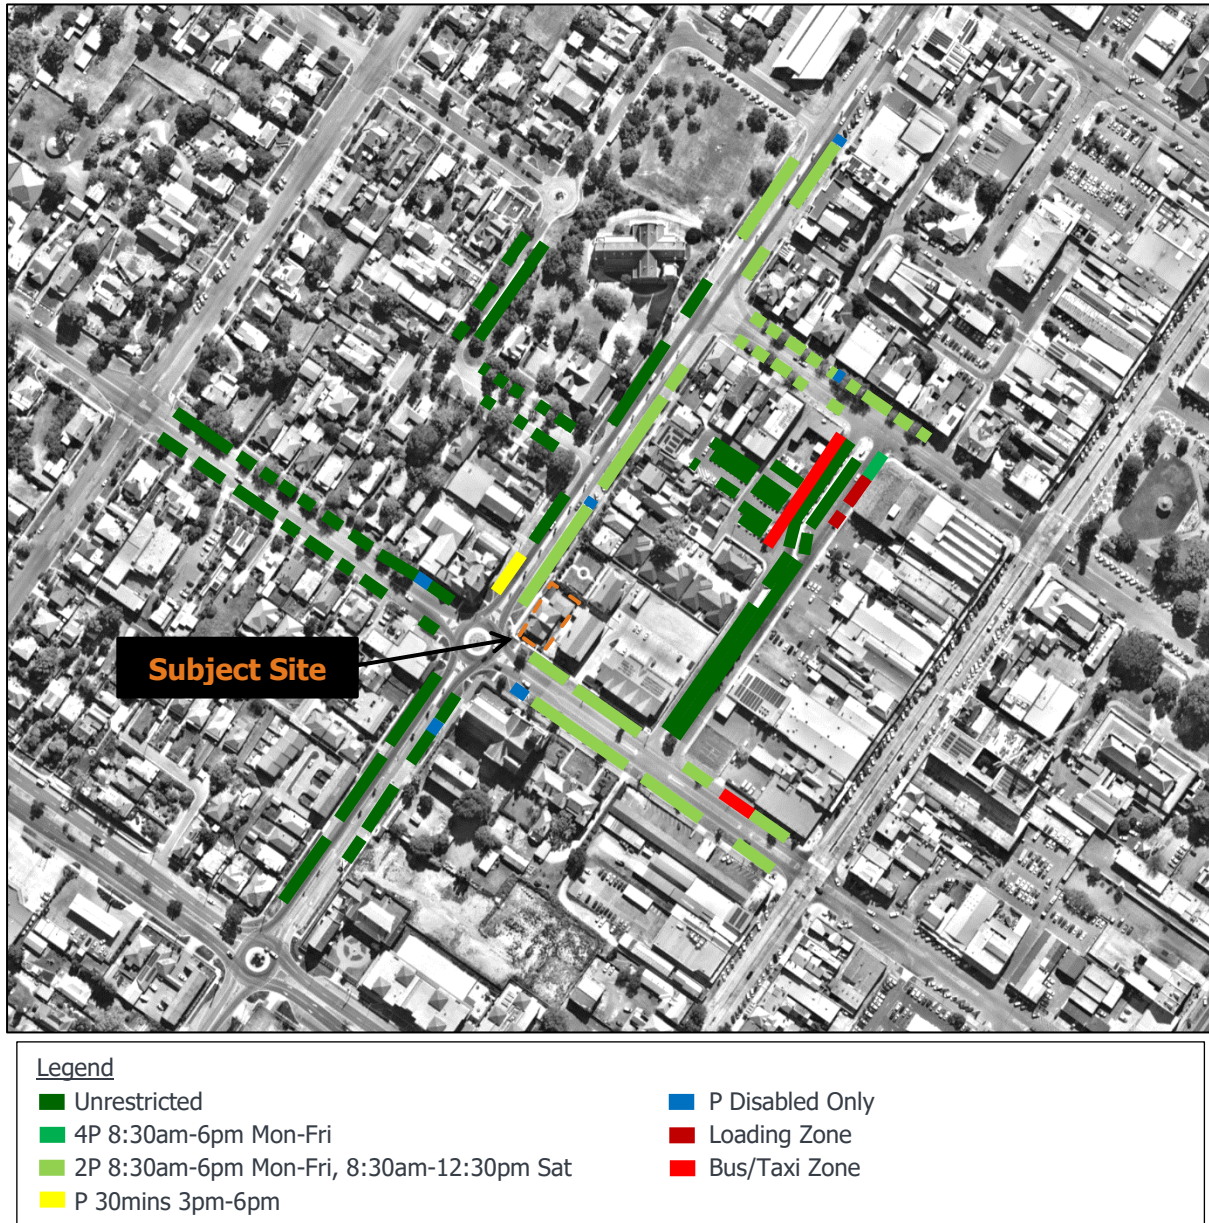 Subject Site
Legend
Unrestricted
4P 8:30am-6pm Mon-Fri
2P 8:30am-6pm Mon-Fri, 8:30am-12:30pm Sat
P 30mins 3pm-6pm
P Disabled Only
Loading Zone
Bus/Taxi Zone